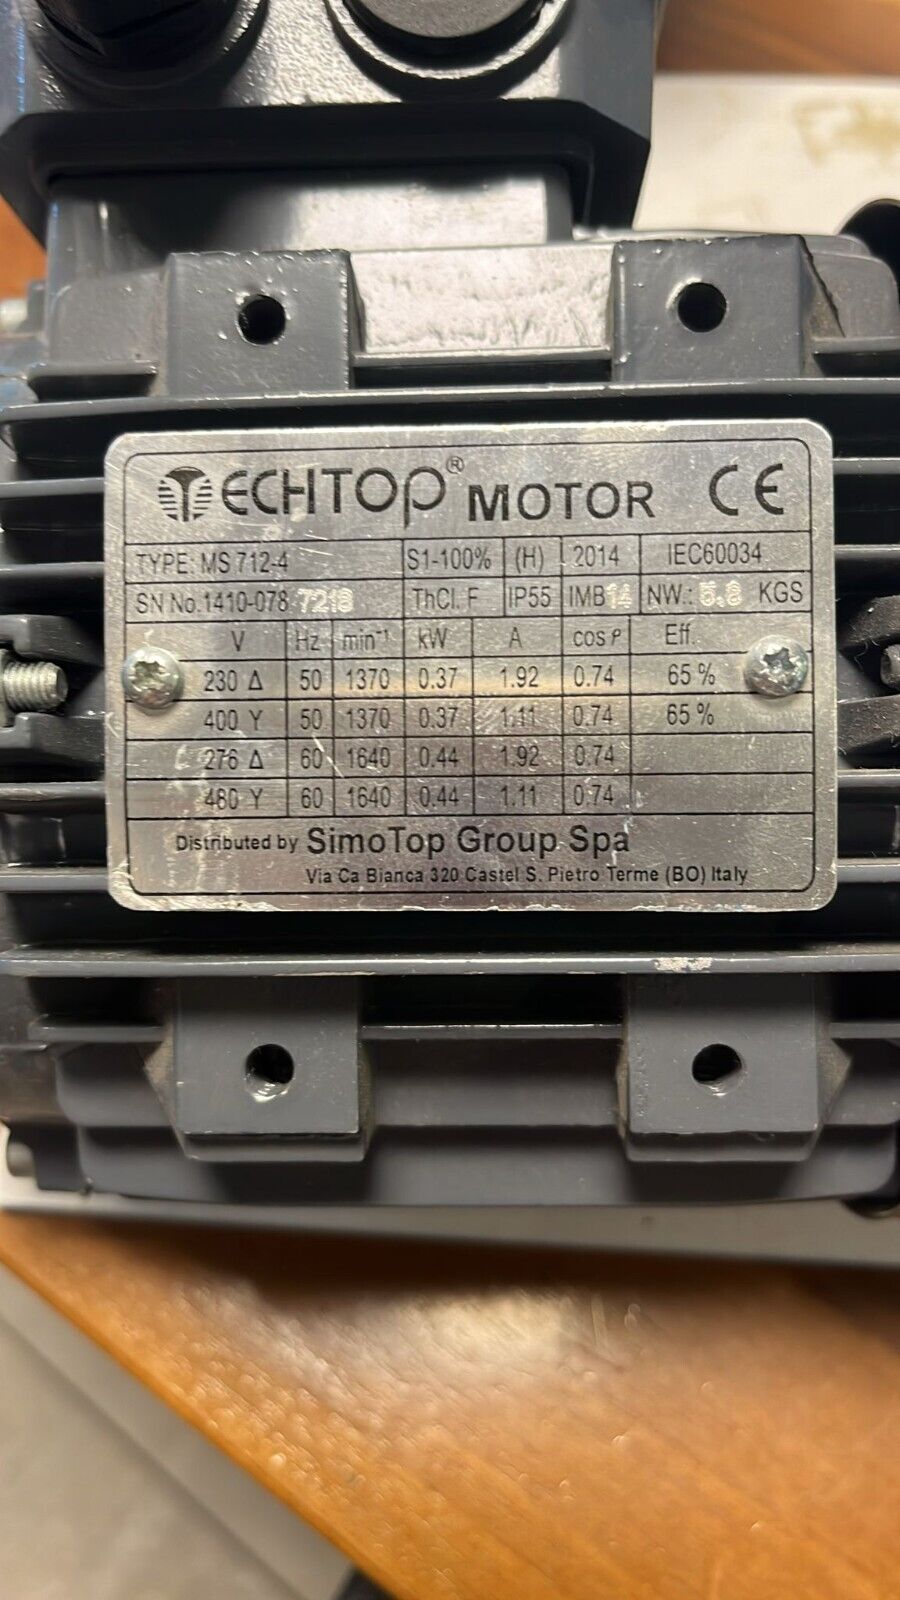 TECHTOP® MOTOR CE
TYPE: MS 712-4 S1-100% (H) 2014 IEC60034
SN No.1410-078 7218 ThCl. F IP55 IMB14 NW.: 5.8 KGS
V Hz min⁻¹ kW A cos ρ Eff.
230 Δ 50 1370 0.37 1.92 0.74 65 %
400 Y 50 1370 0.37 1.11 0.74 65 %
276 Δ 60 1640 0.44 1.92 0.74
480 Y 60 1640 0.44 1.11 0.74
Distributed by SimoTop Group Spa
Via Ca Bianca 320 Castel S. Pietro Terme (BO) Italy